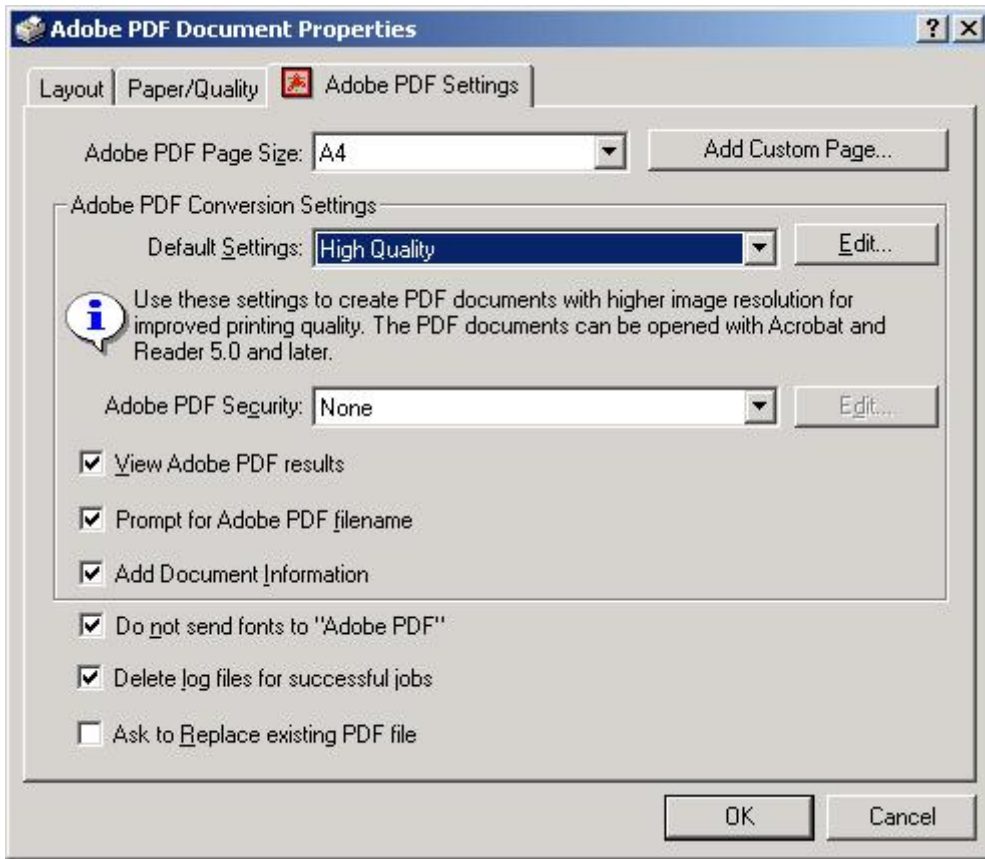 Adobe PDF Document Properties
Layout
Paper/Quality
Adobe PDF Settings
Adobe PDF Page Size: A4 Add Custom Page...
Adobe PDF Conversion Settings
Default Settings: High Quality Edit...
Use these settings to create PDF documents with higher image resolution for
improved printing quality. The PDF documents can be opened with Acrobat and
Reader 5.0 and later.
Adobe PDF Security: None Edit...
View Adobe PDF results
Prompt for Adobe PDF filename
Add Document Information
Do not send fonts to "Adobe PDF"
Delete log files for successful jobs
Ask to Replace existing PDF file
OK Cancel